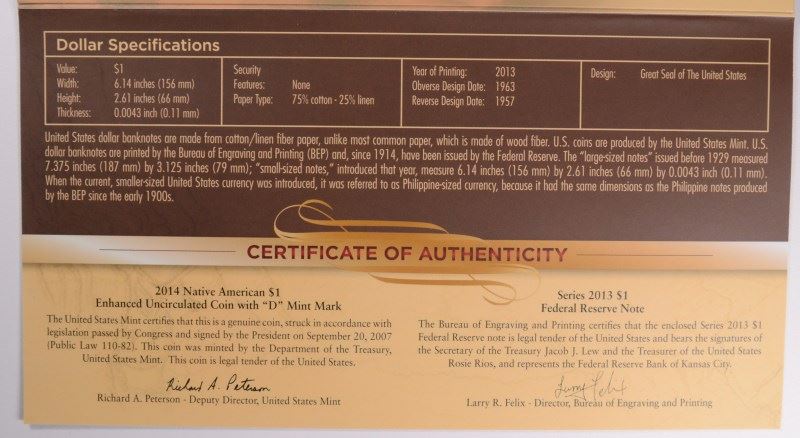 Dollar Specifications
Value: $1
Width: 6.14 inches (156 mm)
Height: 2.61 inches (66 mm)
Thickness: 0.0043 inch (0.11 mm)
Security
Features: None
Paper Type: 75% cotton - 25% linen
Year of Printing: 2013
Obverse Design Date: 1963
Reverse Design Date: 1957
Design: Great Seal of The United States
United States dollar banknotes are made from cotton/linen fiber paper, unlike most common paper, which is made of wood fiber. U.S. coins are produced by the United States Mint. U.S.
dollar banknotes are printed by the Bureau of Engraving and Printing (BEP) and, since 1914, have been issued by the Federal Reserve. The "large-sized notes" issued before 1929 measured
7.375 inches (187 mm) by 3.125 inches (79 mm); "small-sized notes," introduced that year, measure 6.14 inches (156 mm) by 2.61 inches (66 mm) by 0.0043 inch (0.11 mm).
When the current, smaller-sized United States currency was introduced, it was referred to as Philippine-sized currency, because it had the same dimensions as the Philippine notes produced
by the BEP since the early 1900s.
CERTIFICATE OF AUTHENTICITY
2014 Native American $1
Enhanced Uncirculated Coin with "D" Mint Mark
The United States Mint certifies that this is a genuine coin, struck in accordance with
legislation passed by Congress and signed by the President on September 20, 2007
(Public Law 110-82). This coin was minted by the Department of the Treasury,
United States Mint. This coin is legal tender of the United States.
Richard A. Peterson
Richard A. Peterson - Deputy Director, United States Mint
Series 2013 $1
Federal Reserve Note
The Bureau of Engraving and Printing certifies that the enclosed Series 2013 $1
Federal Reserve note is legal tender of the United States and bears the signatures of
the Secretary of the Treasury Jacob J. Lew and the Treasurer of the United States
Rosie Rios, and represents the Federal Reserve Bank of Kansas City.
Larry Felix
Larry R. Felix - Director, Bureau of Engraving and Printing